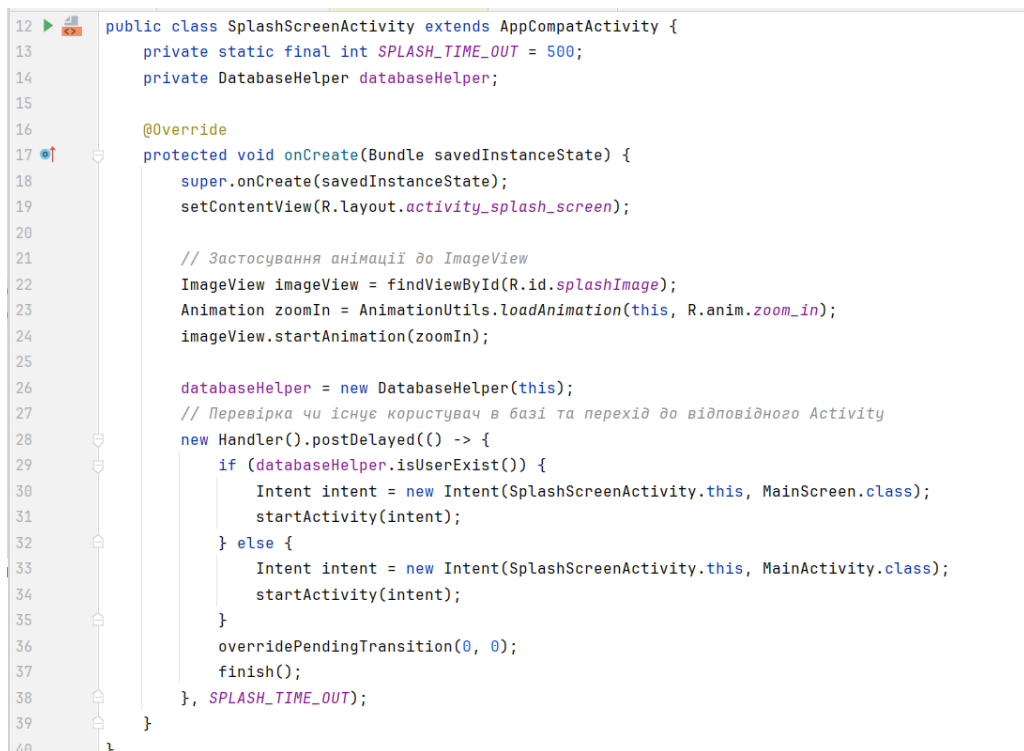 12 public class SplashScreenActivity extends AppCompatActivity {
13 private static final int SPLASH_TIME_OUT = 500;
14 private DatabaseHelper databaseHelper;
15
16 @Override
17 protected void onCreate(Bundle savedInstanceState) {
18 super.onCreate(savedInstanceState);
19 setContentView(R.layout.activity_splash_screen);
20
21 // Застосування анімації до ImageView
22 ImageView imageView = findViewById(R.id.splashImage);
23 Animation zoomIn = AnimationUtils.loadAnimation(this, R.anim.zoom_in);
24 imageView.startAnimation(zoomIn);
25
26 databaseHelper = new DatabaseHelper(this);
27 // Перевірка чи існує користувач в базі та перехід до відповідного Activity
28 new Handler().postDelayed(() -> {
29 if (databaseHelper.isUserExist()) {
30 Intent intent = new Intent(SplashScreenActivity.this, MainScreen.class);
31 startActivity(intent);
32 } else {
33 Intent intent = new Intent(SplashScreenActivity.this, MainActivity.class);
34 startActivity(intent);
35 }
36 overridePendingTransition(0, 0);
37 finish();
38 }, SPLASH_TIME_OUT);
39 }
40 }